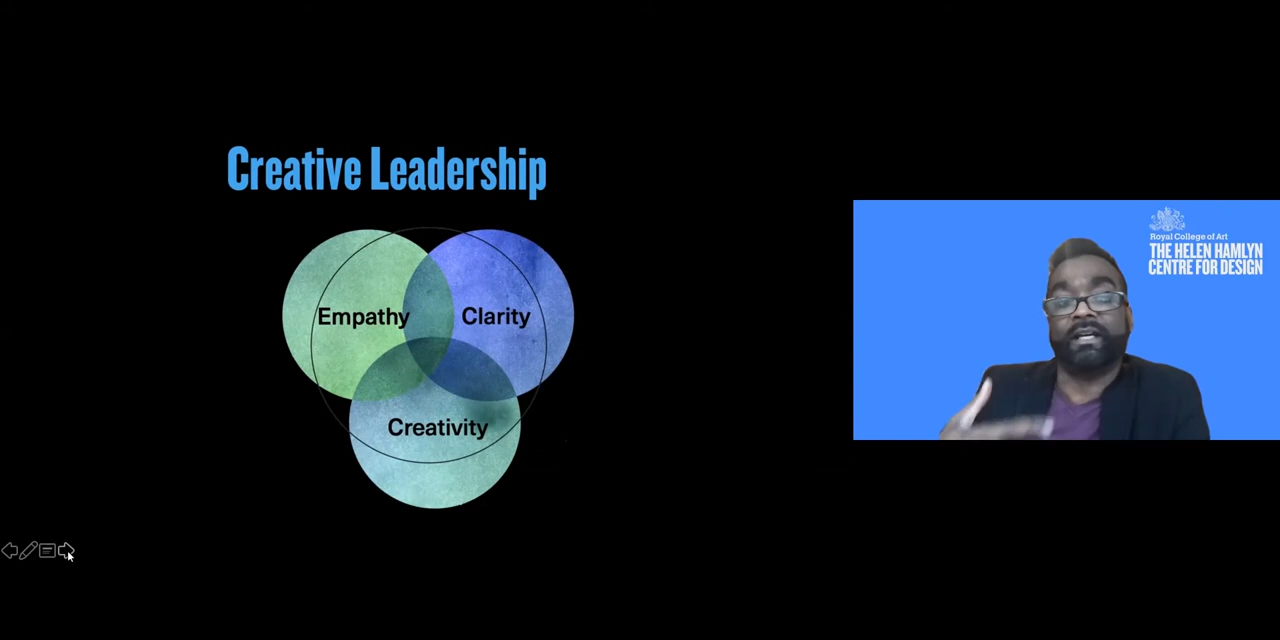 Creative Leadership
Empathy
Clarity
Creativity
Royal College of Art
THE HELEN HAMLYN
CENTRE FOR DESIGN